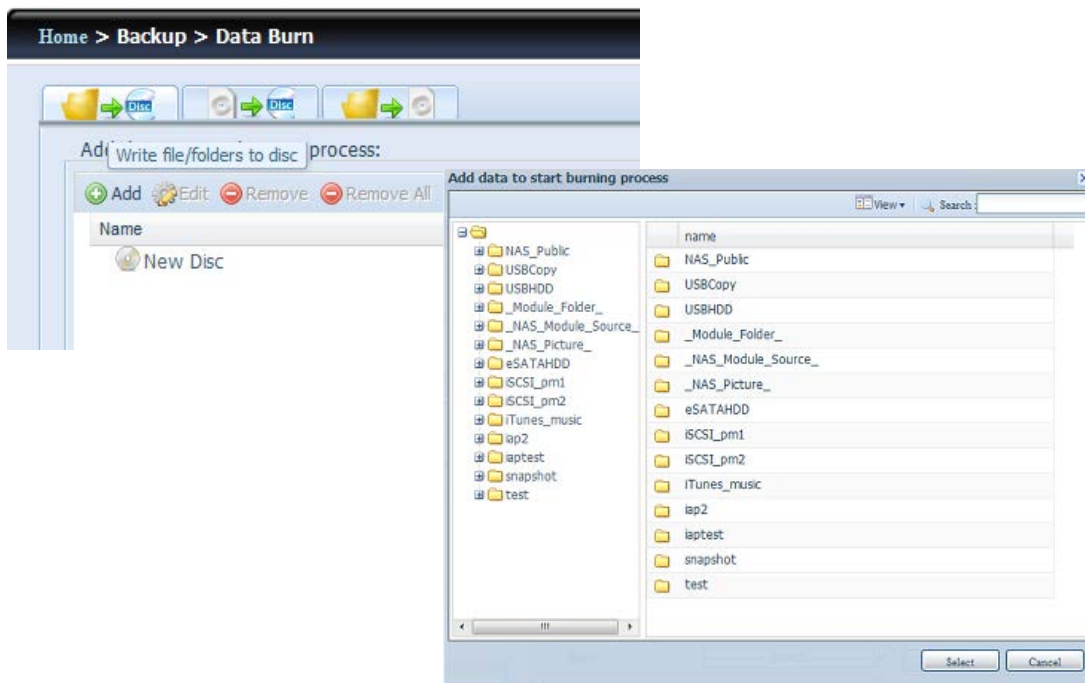 Home > Backup > Data Burn
Disc
Disc
Write file/folders to disc
process:
Add
Edit
Remove
Remove All
Name
New Disc
Add data to start burning process
View
Search :
NAS_Public
USBCopy
USBHDD
_Module_Folder_
_NAS_Module_Source_
_NAS_Picture_
eSATAHDD
iSCSI_pm1
iSCSI_pm2
iTunes_music
iap2
iaptest
snapshot
test
name
NAS_Public
USBCopy
USBHDD
_Module_Folder_
_NAS_Module_Source_
_NAS_Picture_
eSATAHDD
iSCSI_pm1
iSCSI_pm2
iTunes_music
iap2
iaptest
snapshot
test
Select
Cancel